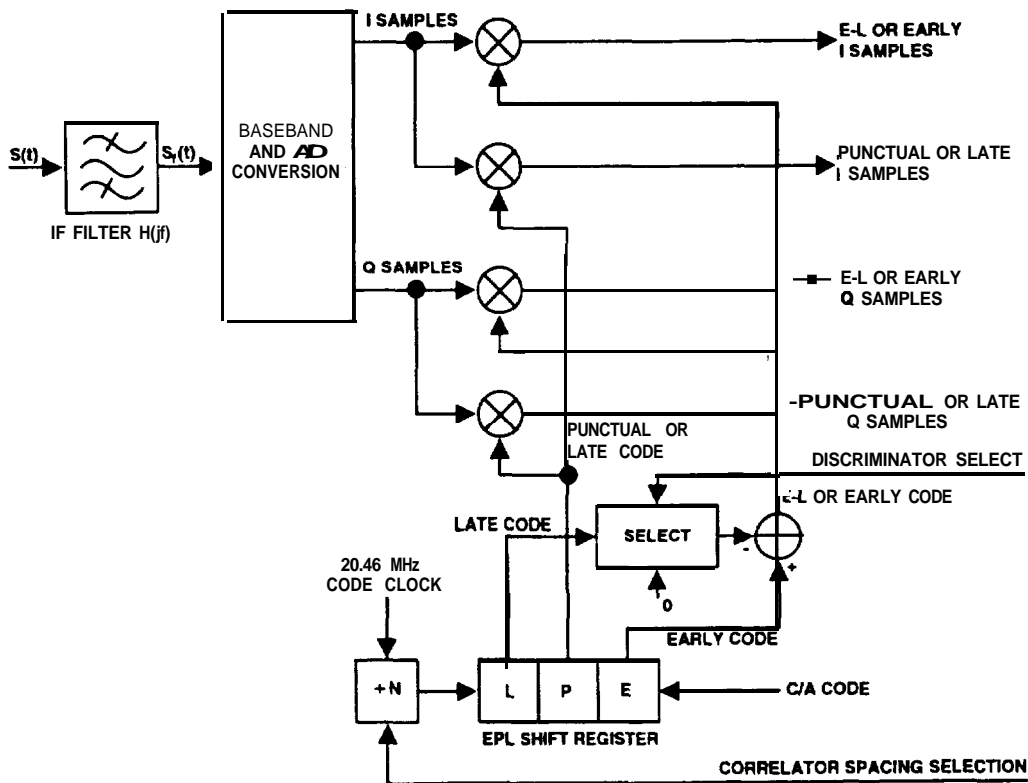 I SAMPLES
E-L OR EARLY
I SAMPLES
BASEBAND
AND AD
CONVERSION
S(t)
S_T(t)
IF FILTER H(jf)
PUNCTUAL OR LATE
I SAMPLES
Q SAMPLES
E-L OR EARLY
Q SAMPLES
-PUNCTUAL OR LATE
Q SAMPLES
PUNCTUAL OR
LATE CODE
DISCRIMINATOR SELECT
E-L OR EARLY CODE
LATE CODE
SELECT
-
+
0
20.46 MHz
CODE CLOCK
EARLY CODE
+N
L P E
C/A CODE
EPL SHIFT REGISTER
CORRELATOR SPACING SELECTION